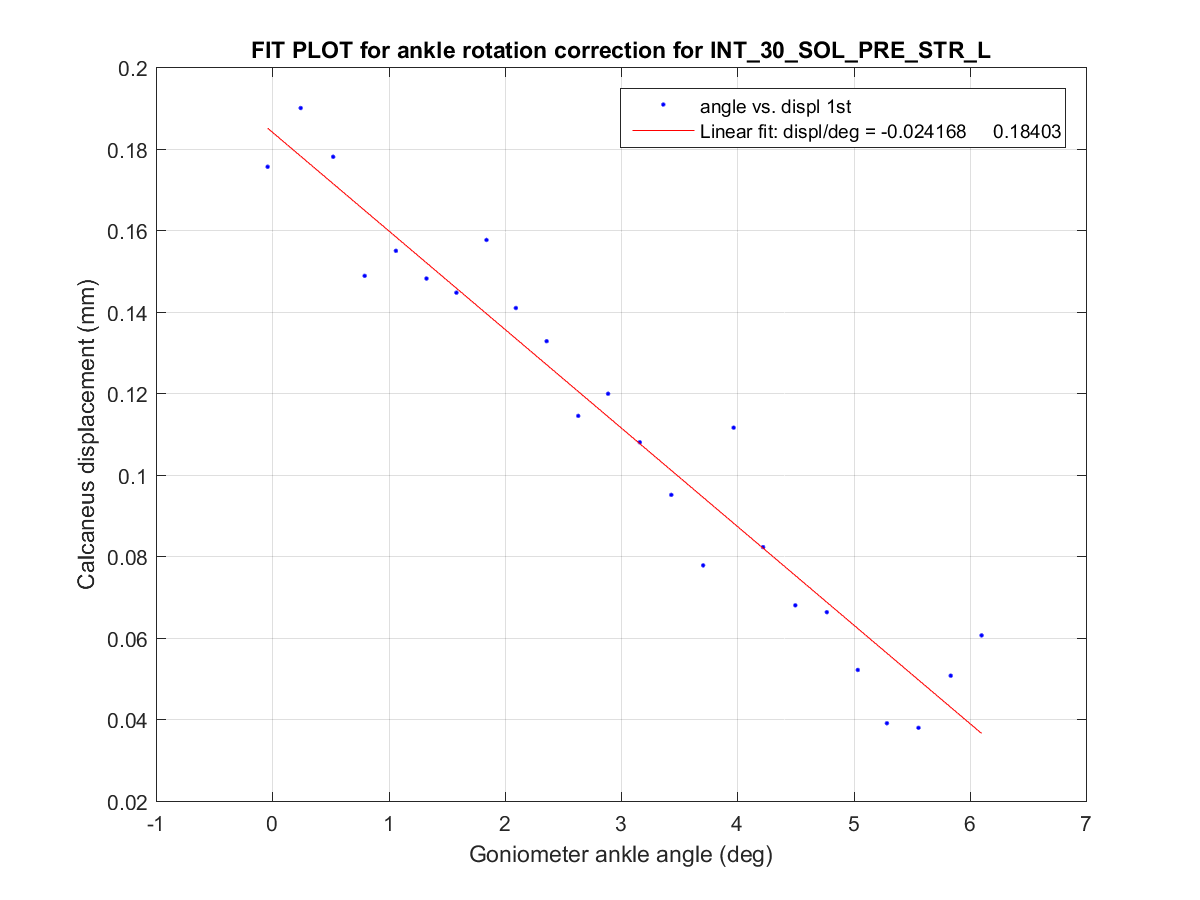 FIT PLOT for ankle rotation correction for INT_30_SOL_PRE_STR_L
angle vs. displ 1st
Linear fit: displ/deg = -0.024168 0.18403
0.2
0.18
0.16
0.14
0.12
0.1
0.08
0.06
0.04
0.02
Calcaneus displacement (mm)
-1 0 1 2 3 4 5 6 7
Goniometer ankle angle (deg)